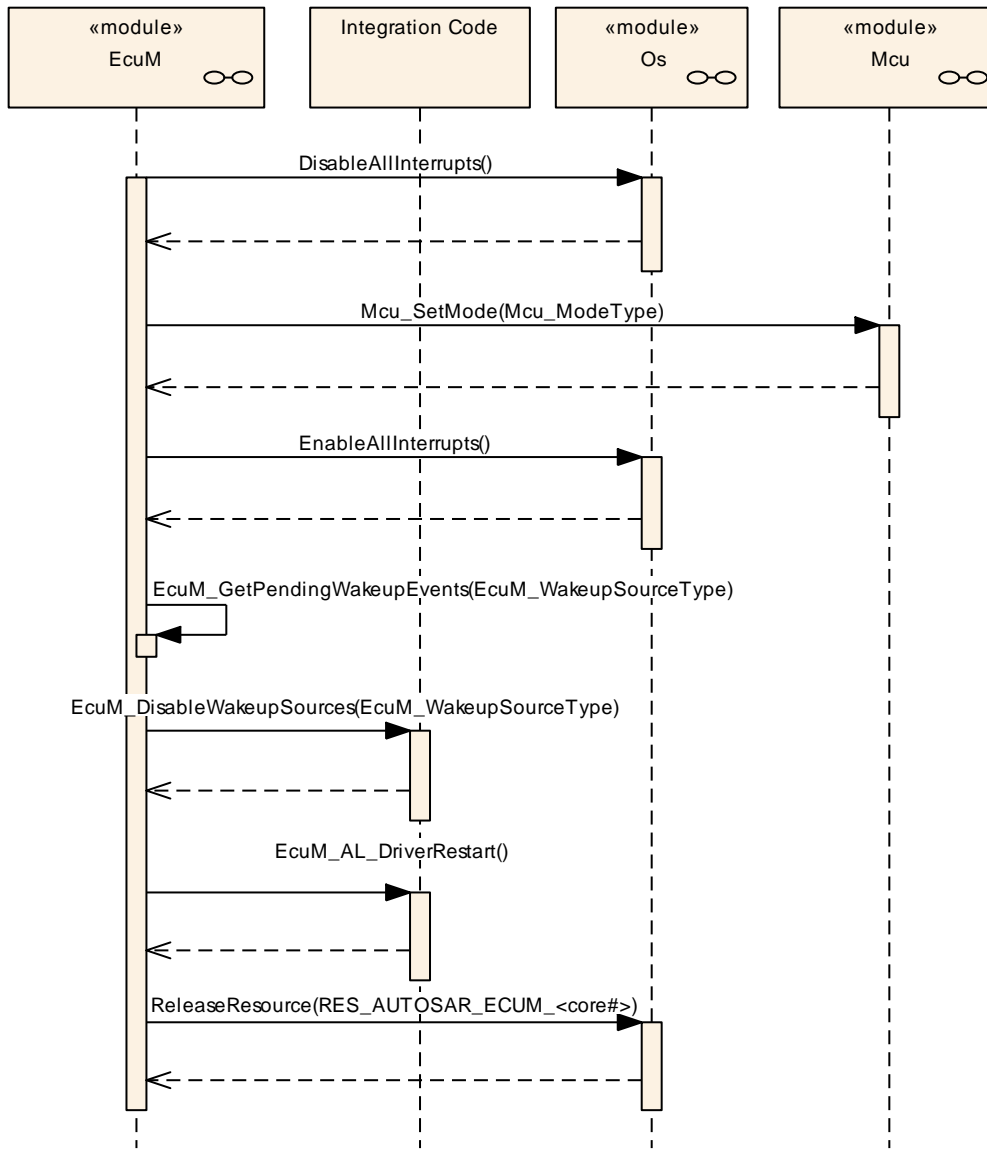 «module»
EcuM
Integration Code
«module»
Os
«module»
Mcu
DisableAllInterrupts()
Mcu_SetMode(Mcu_ModeType)
EnableAllInterrupts()
EcuM_GetPendingWakeupEvents(EcuM_WakeupSourceType)
EcuM_DisableWakeupSources(EcuM_WakeupSourceType)
EcuM_AL_DriverRestart()
ReleaseResource(RES_AUTOSAR_ECUM_<core#>)